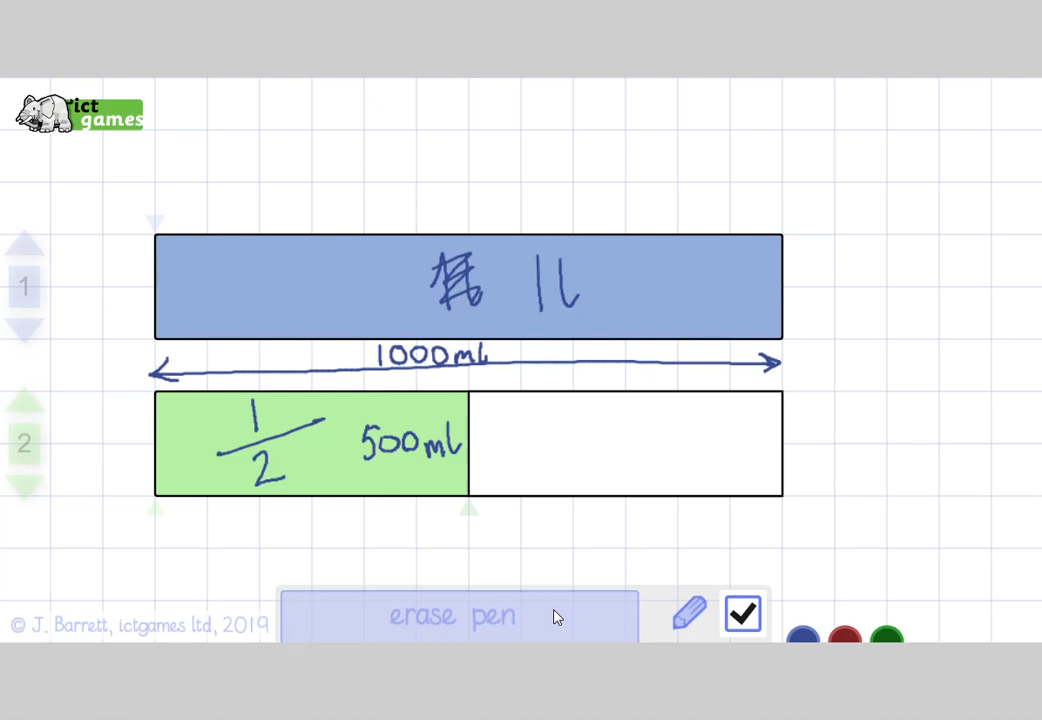 ict
games
1
1l
1000ml
2
1/2 500ml
erase pen
© J. Barrett, ictgames ltd, 2019